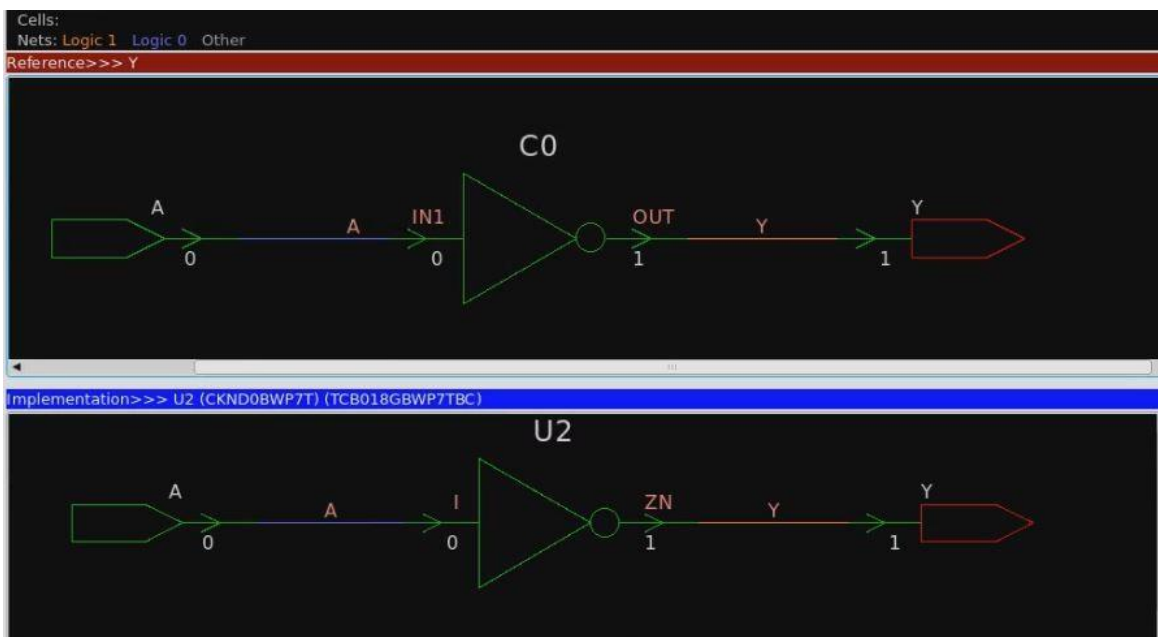 Cells:
Nets: Logic 1 Logic 0 Other
Reference>>> Y
C0
A
A
IN1
OUT
Y
Y
0
0
1
1
Implementation>>> U2 (CKND0BWP7T) (TCB018GBWP7TBC)
U2
A
A
I
ZN
Y
Y
0
0
1
1